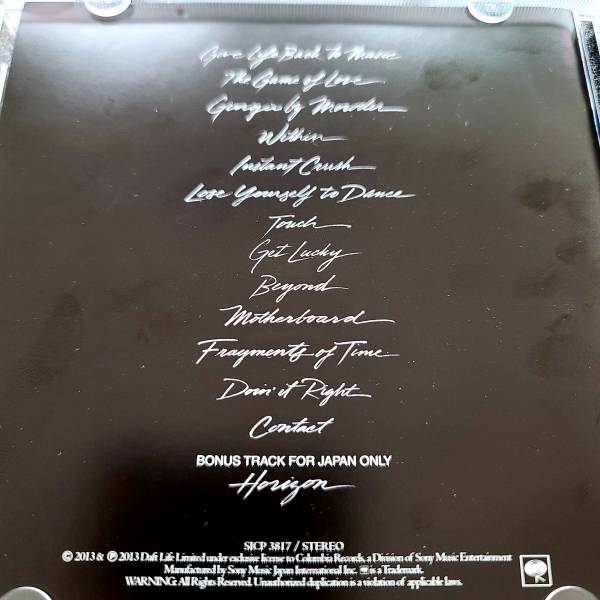 Give Life Back to Music
The Game of Love
Giorgio by Moroder
Within
Instant Crush
Lose Yourself to Dance
Touch
Get Lucky
Beyond
Motherboard
Fragments of Time
Doin' it Right
Contact
BONUS TRACK FOR JAPAN ONLY
Horizon
SICP 3817 / STEREO
© 2013 & ℗ 2013 Daft Life Limited under exclusive license to Columbia Records, a Division of Sony Music Entertainment
Manufactured by Sony Music Japan International Inc. is a Trademark.
WARNING: All Rights Reserved. Unauthorized duplication is a violation of applicable laws.